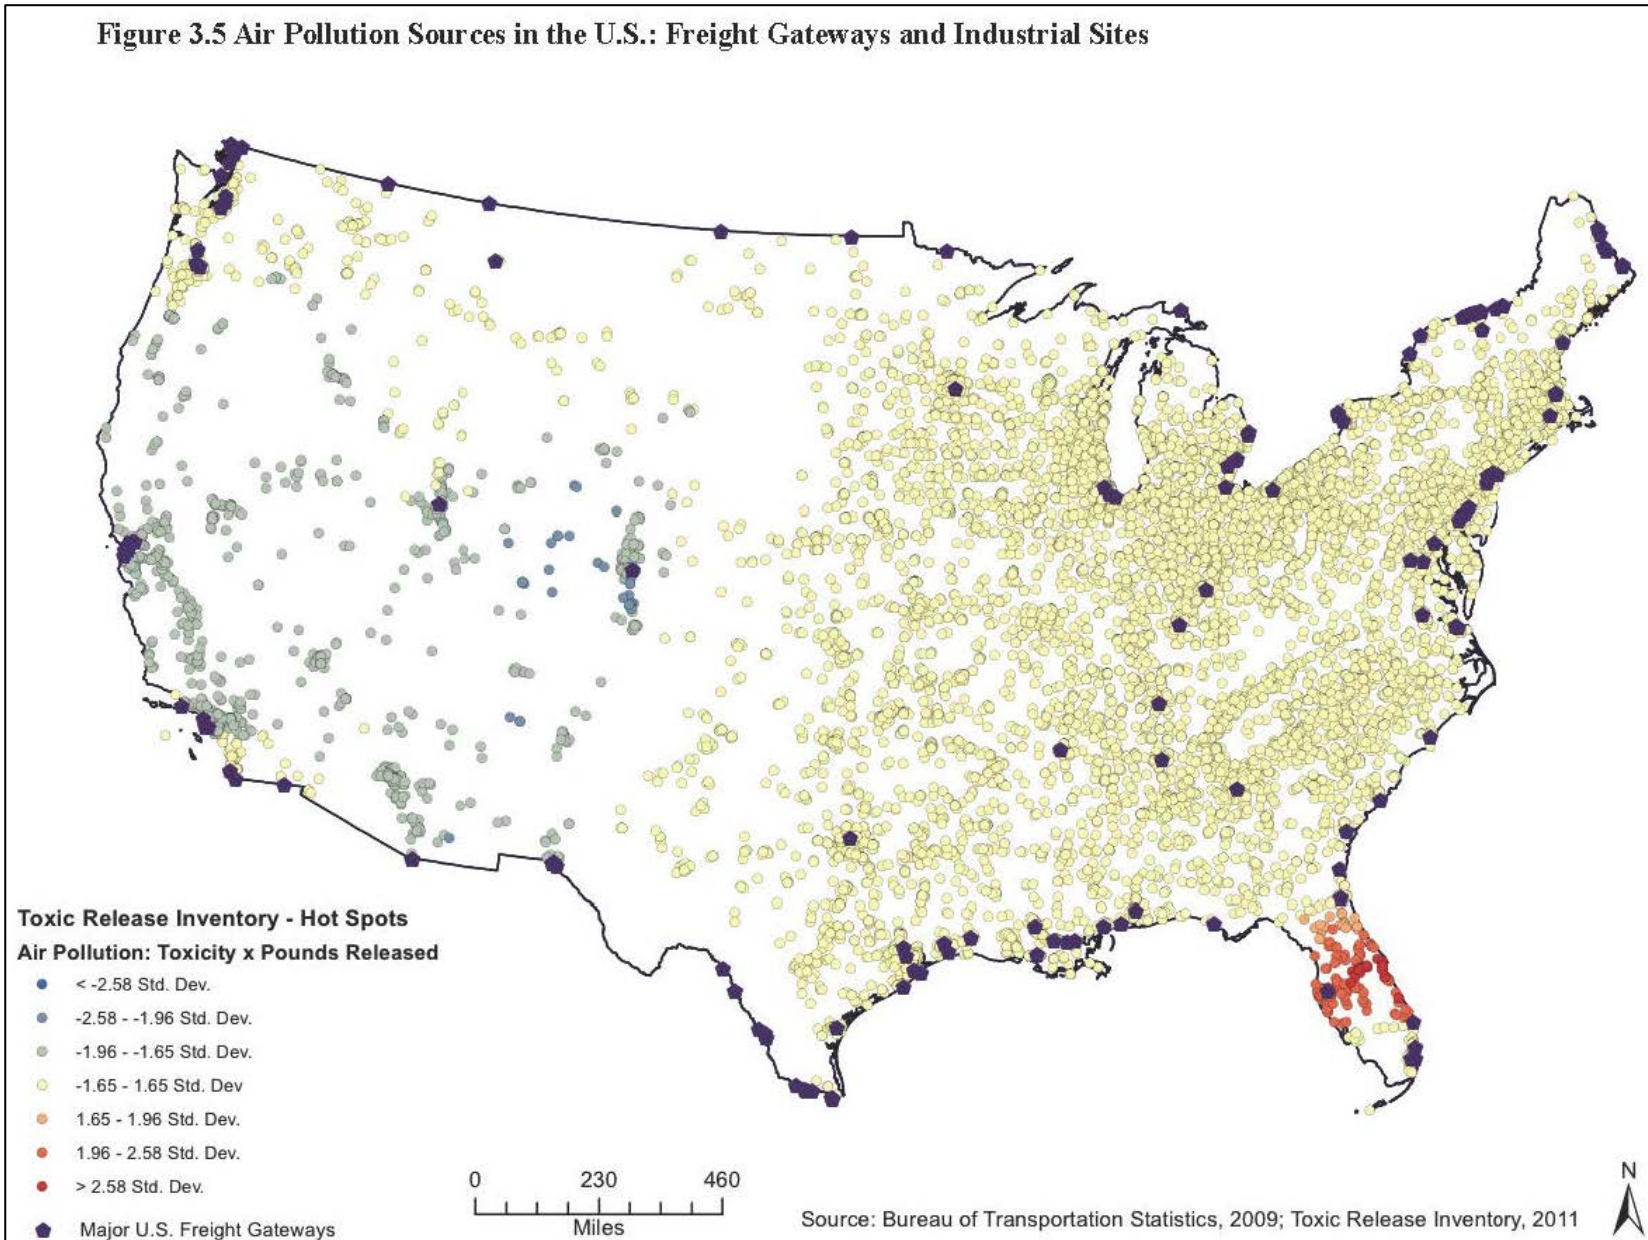 Figure 3.5 Air Pollution Sources in the U.S.: Freight Gateways and Industrial Sites
Toxic Release Inventory - Hot Spots
Air Pollution: Toxicity x Pounds Released
< -2.58 Std. Dev.
-2.58 - -1.96 Std. Dev.
-1.96 - -1.65 Std. Dev.
-1.65 - 1.65 Std. Dev
1.65 - 1.96 Std. Dev.
1.96 - 2.58 Std. Dev.
> 2.58 Std. Dev.
Major U.S. Freight Gateways
0 230 460
Miles
Source: Bureau of Transportation Statistics, 2009; Toxic Release Inventory, 2011
N